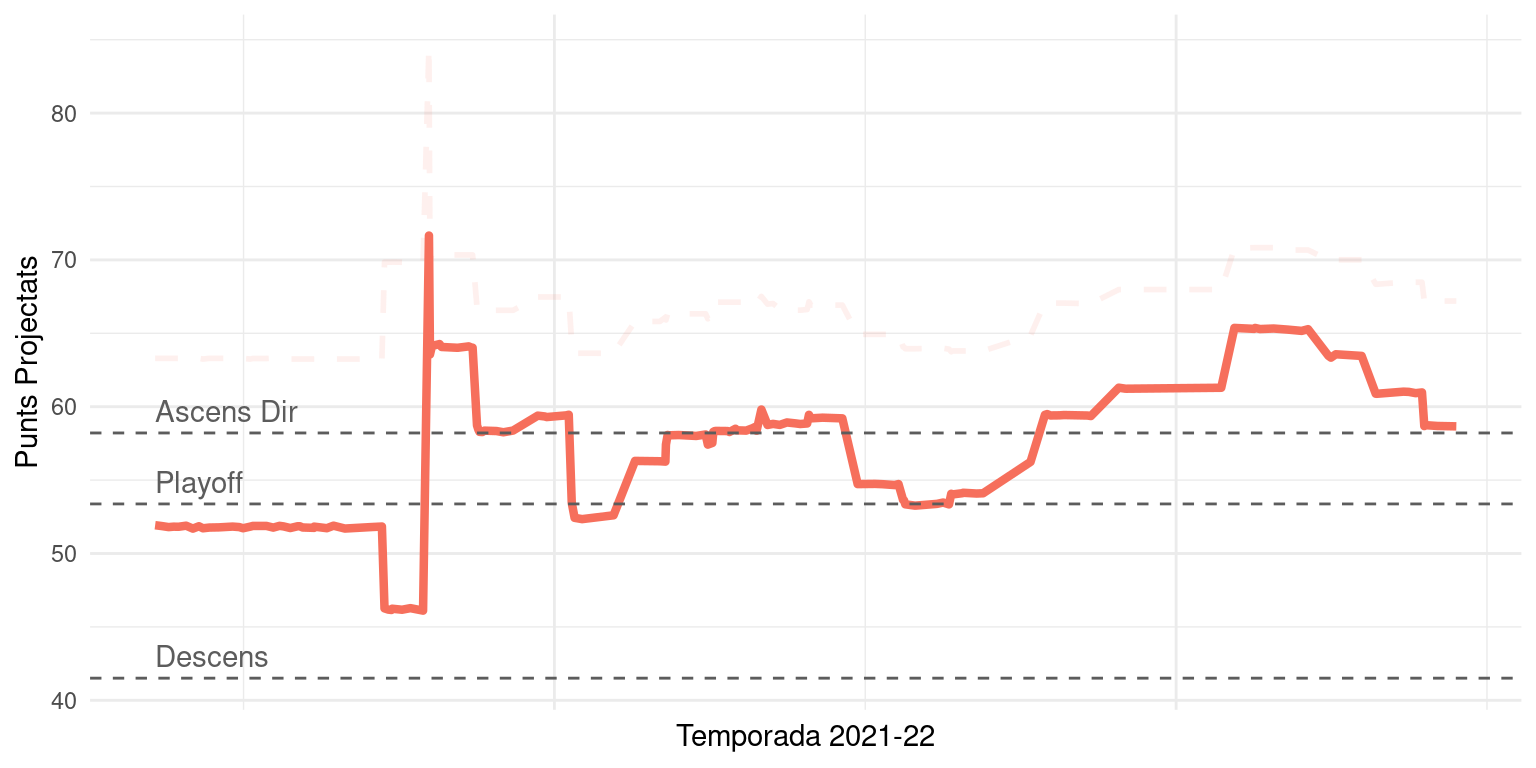 80
70
60
50
40
Punts Projectats
Ascens Dir
Playoff
Descens
Temporada 2021-22